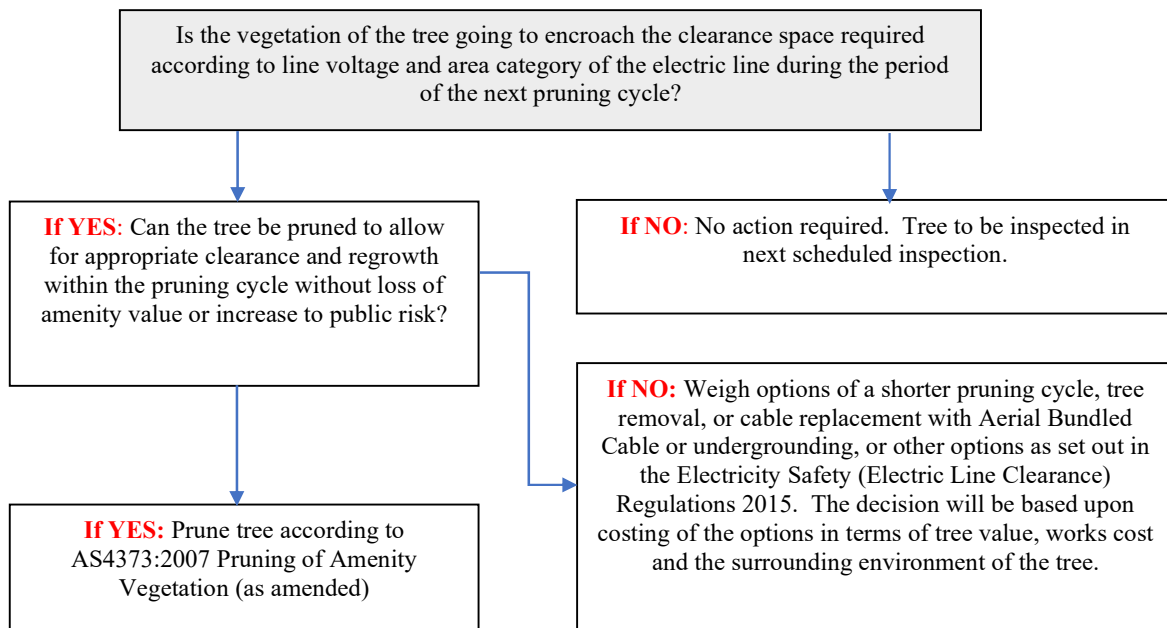 Is the vegetation of the tree going to encroach the clearance space required
according to line voltage and area category of the electric line during the period
of the next pruning cycle?
If YES: Can the tree be pruned to allow
for appropriate clearance and regrowth
within the pruning cycle without loss of
amenity value or increase to public risk?
If NO: No action required. Tree to be inspected in
next scheduled inspection.
If NO: Weigh options of a shorter pruning cycle, tree
removal, or cable replacement with Aerial Bundled
Cable or undergrounding, or other options as set out in
the Electricity Safety (Electric Line Clearance)
Regulations 2015. The decision will be based upon
costing of the options in terms of tree value, works cost
and the surrounding environment of the tree.
If YES: Prune tree according to
AS4373:2007 Pruning of Amenity
Vegetation (as amended)